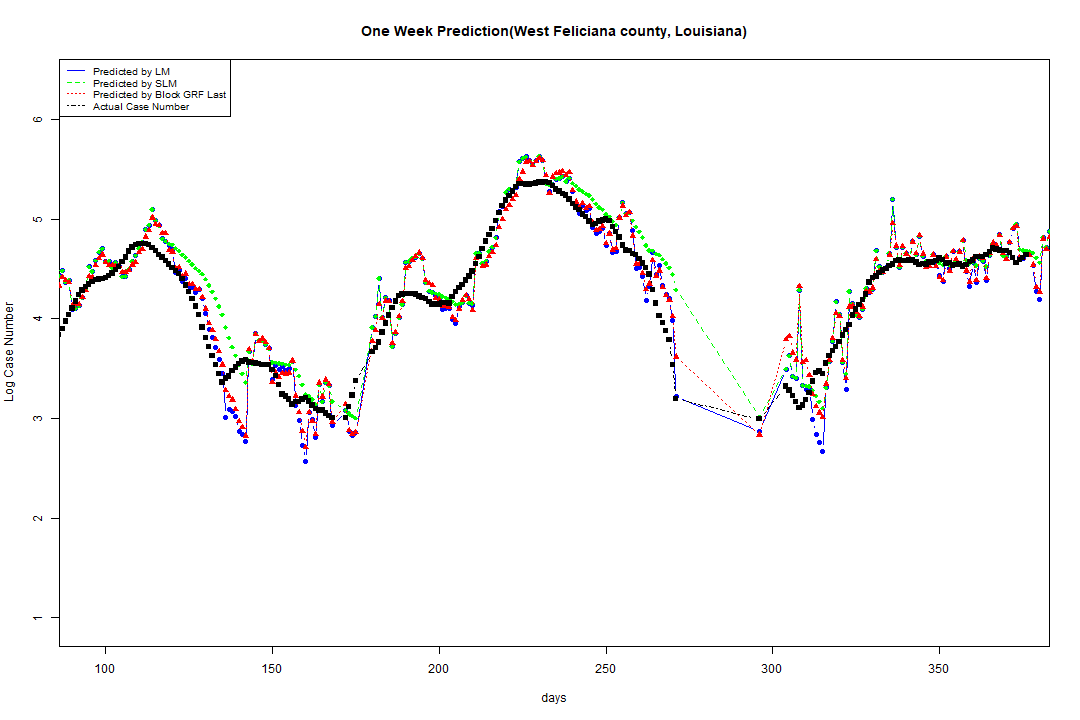 One Week Prediction(West Feliciana county, Louisiana)
Predicted by LM
Predicted by SLM
Predicted by Block GRF Last
Actual Case Number
Log Case Number
6
5
4
3
2
1
100 150 200 250 300 350
days